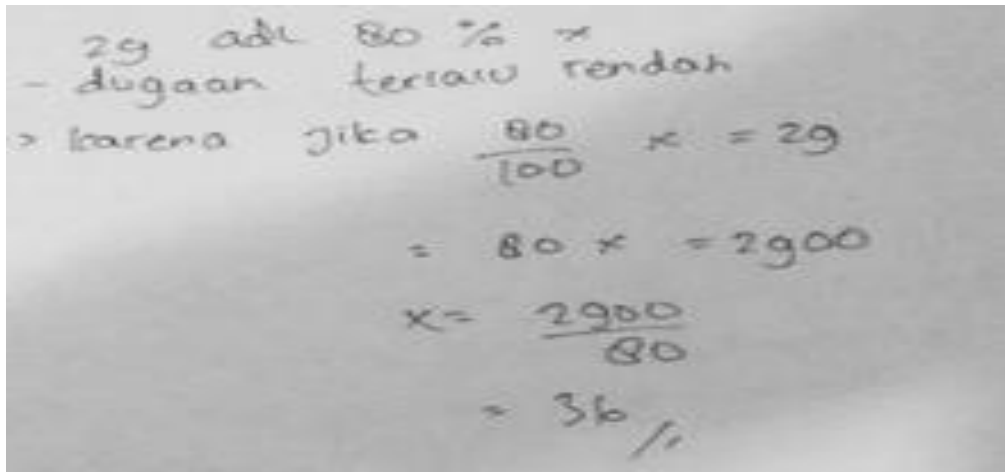 29 adl 80 % x
- dugaan terlalu rendah
> karena jika 80/100 x = 29
= 80 x = 2900
x = 2900/80
= 36 //